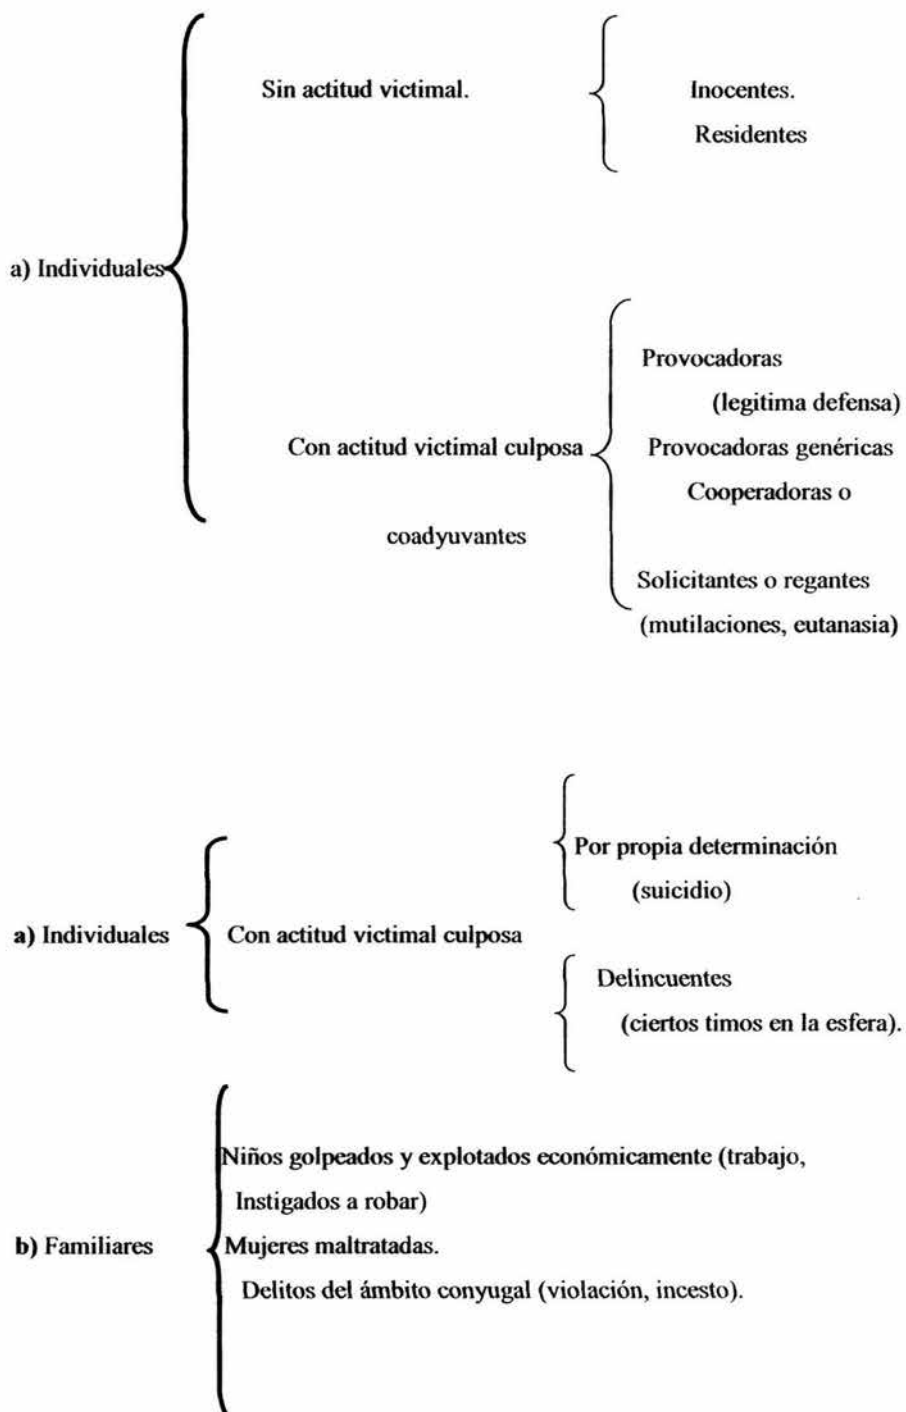 Sin actitud victimal.
Inocentes.
Residentes
a) Individuales
Provocadoras
(legitima defensa)
Con actitud victimal culposa
Provocadoras genéricas
Cooperadoras o
coadyuvantes
Solicitantes o regantes
(mutilaciones, eutanasia)
Por propia determinación
(suicidio)
a) Individuales
Con actitud victimal culposa
Delincuentes
(ciertos timos en la esfera).
Niños golpeados y explotados económicamente (trabajo,
Instigados a robar)
b) Familiares
Mujeres maltratadas.
Delitos del ámbito conyugal (violación, incesto).